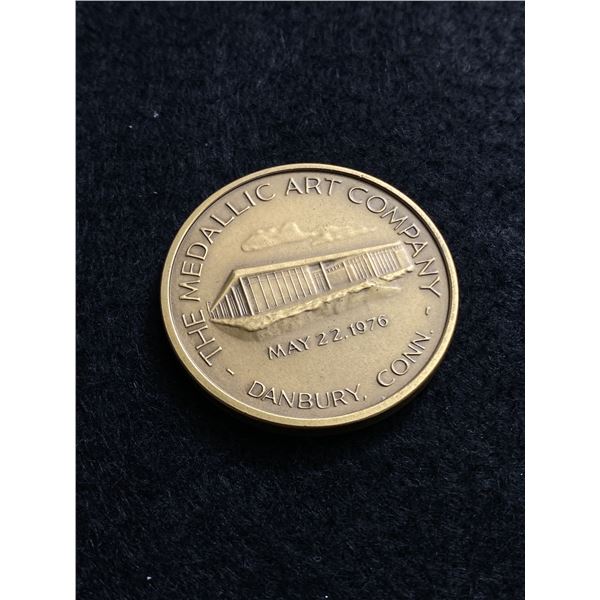 THE MEDALLIC ART COMPANY
MAY 22, 1976
- DANBURY, CONN. -